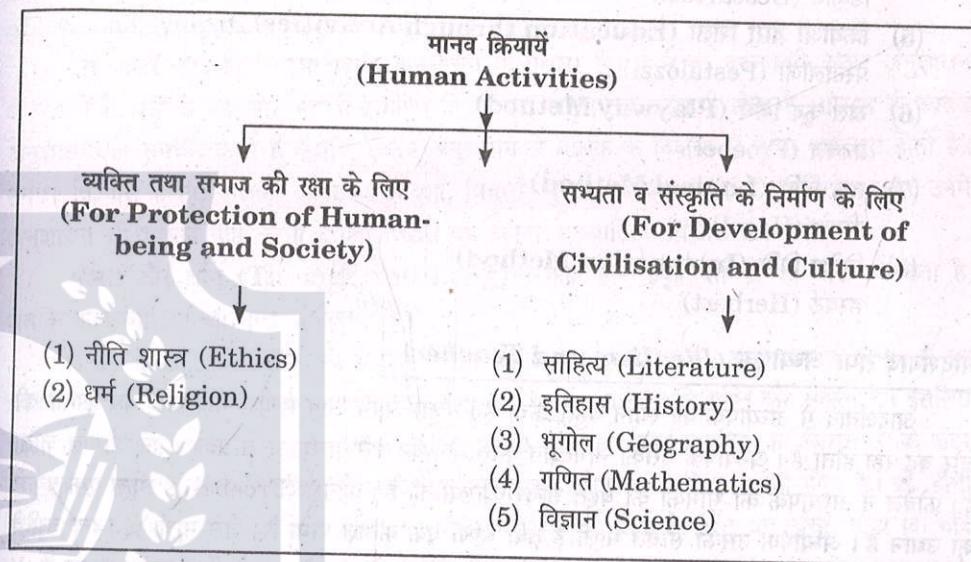 मानव क्रियायें
(Human Activities)
व्यक्ति तथा समाज की रक्षा के लिए
(For Protection of Human-
being and Society)
(1) नीति शास्त्र (Ethics)
(2) धर्म (Religion)
सभ्यता व संस्कृति के निर्माण के लिए
(For Development of
Civilisation and Culture)
(1) साहित्य (Literature)
(2) इतिहास (History)
(3) भूगोल (Geography)
(4) गणित (Mathematics)
(5) विज्ञान (Science)